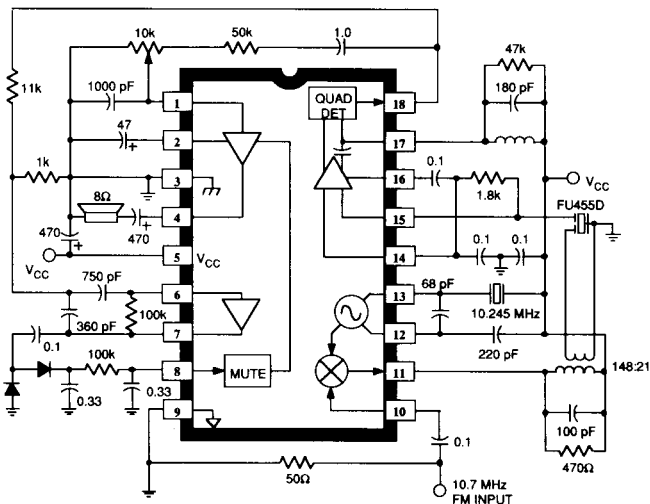 10k
50k
1.0
47k
11k
180 pF
1000 pF
1
QUAD DET
18
47
+
2
17
0.1
1k
3
16
VCC
1.8k
FU455D
8Ω
4
15
470
470
+
+
0.1
0.1
VCC
5
VCC
14
750 pF
68 pF
6
13
100k
10.245 MHz
360 pF
7
12
0.1
220 pF
100k
8
MUTE
11
148:21
0.33
0.33
9
10
100 pF
0.1
470Ω
50Ω
10.7 MHz
FM INPUT